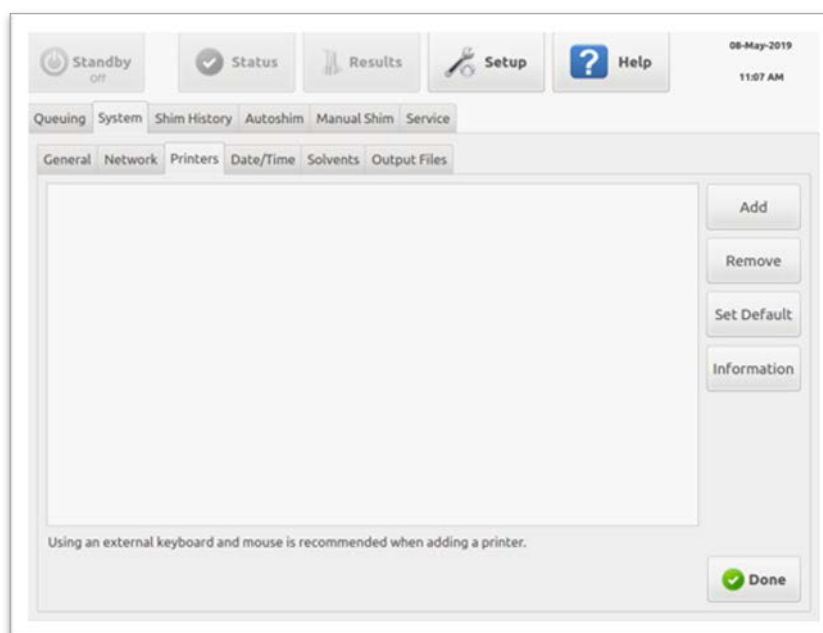 Standby
Off
Status
Results
Setup
? Help
08-May-2019
11:07 AM
Queuing System Shim History Autoshim Manual Shim Service
General Network Printers Date/Time Solvents Output Files
Add
Remove
Set Default
Information
Using an external keyboard and mouse is recommended when adding a printer.
Done